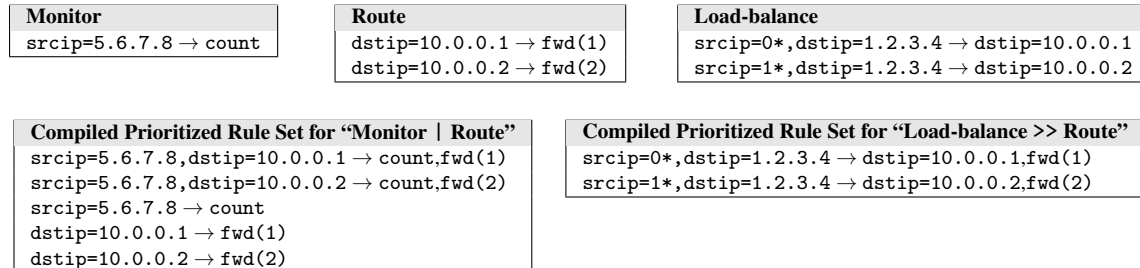 Monitor
srcip=5.6.7.8 → count
Route
dstip=10.0.0.1 → fwd(1)
dstip=10.0.0.2 → fwd(2)
Load-balance
srcip=0*,dstip=1.2.3.4 → dstip=10.0.0.1
srcip=1*,dstip=1.2.3.4 → dstip=10.0.0.2
Compiled Prioritized Rule Set for “Monitor | Route”
srcip=5.6.7.8,dstip=10.0.0.1 → count,fwd(1)
srcip=5.6.7.8,dstip=10.0.0.2 → count,fwd(2)
srcip=5.6.7.8 → count
dstip=10.0.0.1 → fwd(1)
dstip=10.0.0.2 → fwd(2)
Compiled Prioritized Rule Set for “Load-balance >> Route”
srcip=0*,dstip=1.2.3.4 → dstip=10.0.0.1,fwd(1)
srcip=1*,dstip=1.2.3.4 → dstip=10.0.0.2,fwd(2)